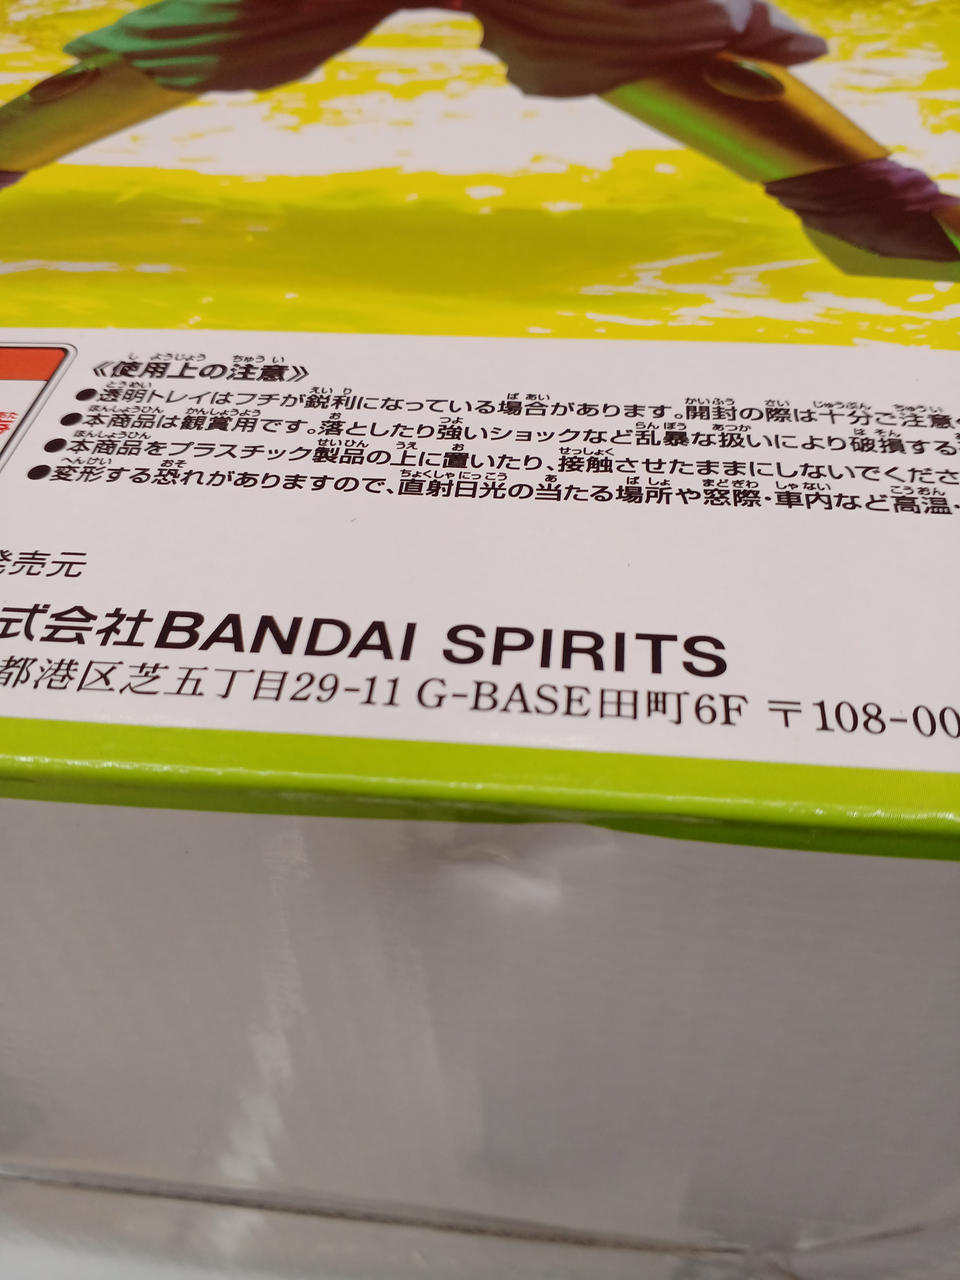 《使用上の注意》
●透明トレイはフチが鋭利になっている場合があります。開封の際は十分ご注意
●本商品は観賞用です。落としたり強いショックなど乱暴な扱いにより破損する
●本商品をプラスチック製品の上に置いたり、接触させたままにしないでくださ
●変形する恐れがありますので、直射日光の当たる場所や窓際・車内など高温・
発売元
式会社BANDAI SPIRITS
都港区芝五丁目29-11 G-BASE田町6F 〒108-00